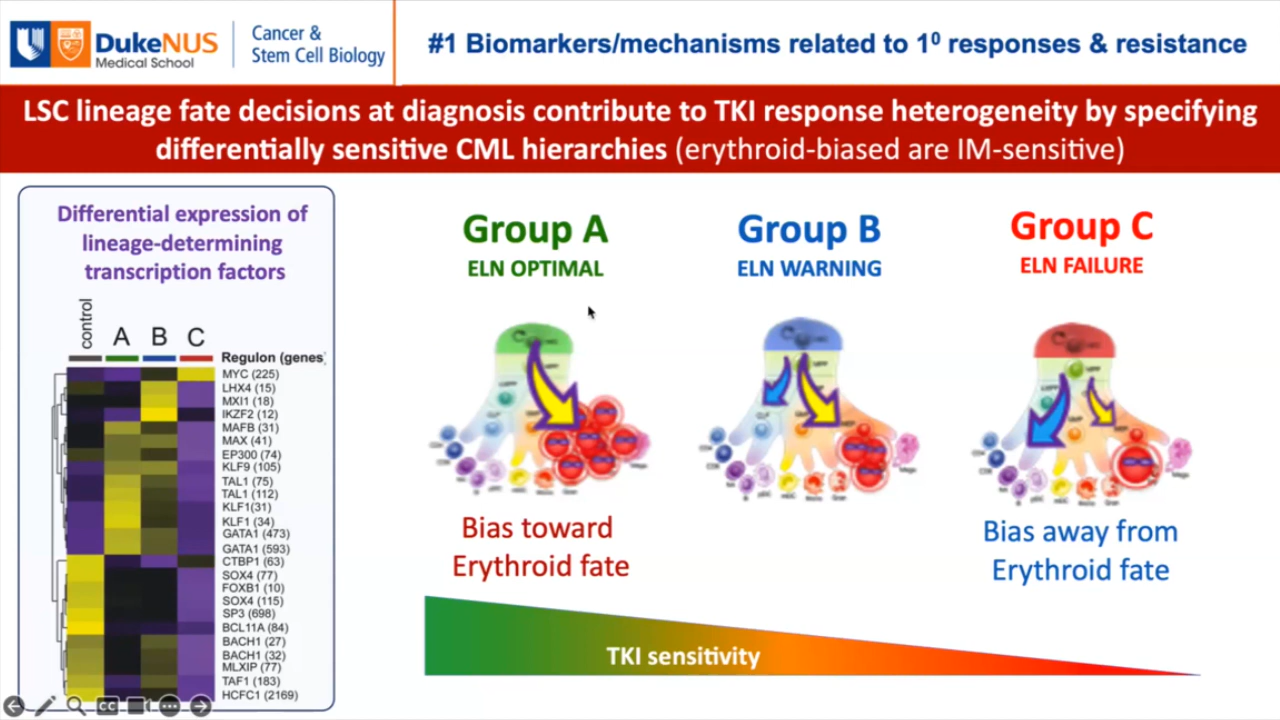 DukeNUS
Medical School
Cancer &
Stem Cell Biology
#1 Biomarkers/mechanisms related to 1⁰ responses & resistance
LSC lineage fate decisions at diagnosis contribute to TKI response heterogeneity by specifying
differentially sensitive CML hierarchies (erythroid-biased are IM-sensitive)
Differential expression of
lineage-determining
transcription factors
control
A B C
Regulon (genes)
MYC (225)
LHX4 (15)
MXI1 (18)
IKZF2 (12)
MAFB (31)
MAX (41)
EP300 (74)
KLF9 (105)
TAL1 (75)
TAL1 (112)
KLF1(31)
KLF1 (34)
GATA1 (473)
GATA1 (593)
CTBP1 (63)
SOX4 (77)
FOXB1 (10)
SOX4 (115)
SP3 (698)
BCL11A (84)
BACH1 (27)
BACH1 (32)
MLXIP (77)
TAF1 (183)
HCFC1 (2169)
Group A
ELN OPTIMAL
Group B
ELN WARNING
Group C
ELN FAILURE
Bias toward
Erythroid fate
Bias away from
Erythroid fate
TKI sensitivity
CC